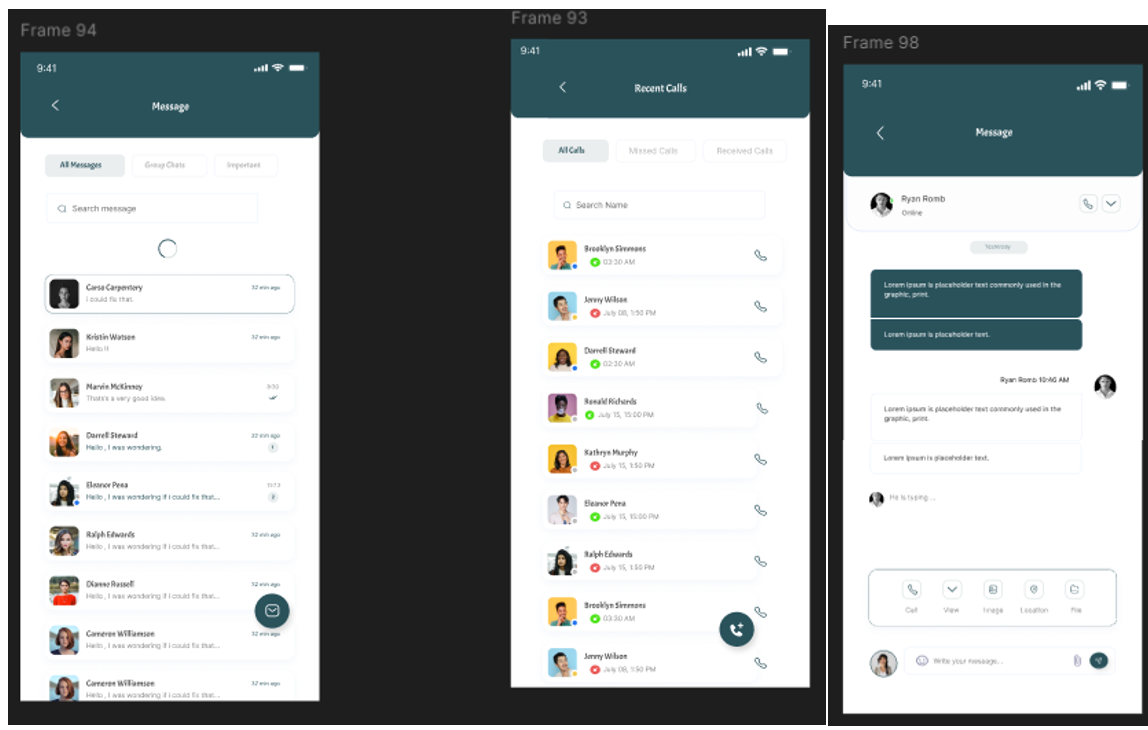 Frame 94
9:41
Message
All Messages
Group Chats
Important
Search message
Carsa Carpentery
32 min ago
i could fix that.
Kristin Watson
32 min ago
Hello !!
Marvin McKinney
Thats's a very good idea.
Darrell Steward
22 min ago
Hello , I was wondering.
1
Eleanor Pena
Hello , I was wondering if i could fix that...
2
Ralph Edwards
32 min ago
Hello , I was wondering if i could fix that...
Dianne Russell
12 min ago
Hello , I was wondering if i could fix that...
Cameron Williamson
32 min ago
Hello , I was wondering if i could fix that...
Cameron Williamson
32 min ago
Hello , I was wondering if i could fix that...
Frame 93
9:41
Recent Calls
All Calls
Missed Calls
Received Calls
Search Name
Brooklyn Simmons
03:30 AM
Jenny Wilson
July 08, 1:50 PM
Darrell Steward
02:30 AM
Ronald Richards
July 15, 15:00 PM
Kathryn Murphy
July 15, 1:50 PM
Eleanor Pena
July 15, 15:00 PM
Ralph Edwards
July 15, 1:50 PM
Brooklyn Simmons
03:30 AM
Jenny Wilson
July 08, 1:50 PM
Frame 98
9:41
Message
Ryan Romb
Online
Yesterday
Lorem ipsum is placeholder text commonly used in the
graphic, print.
Lorem ipsum is placeholder text.
Ryan Romb 10:46 AM
Lorem ipsum is placeholder text commonly used in the
graphic, print.
Lorem ipsum is placeholder text.
He is typing ...
Call
View
Image
Location
File
Write your message...